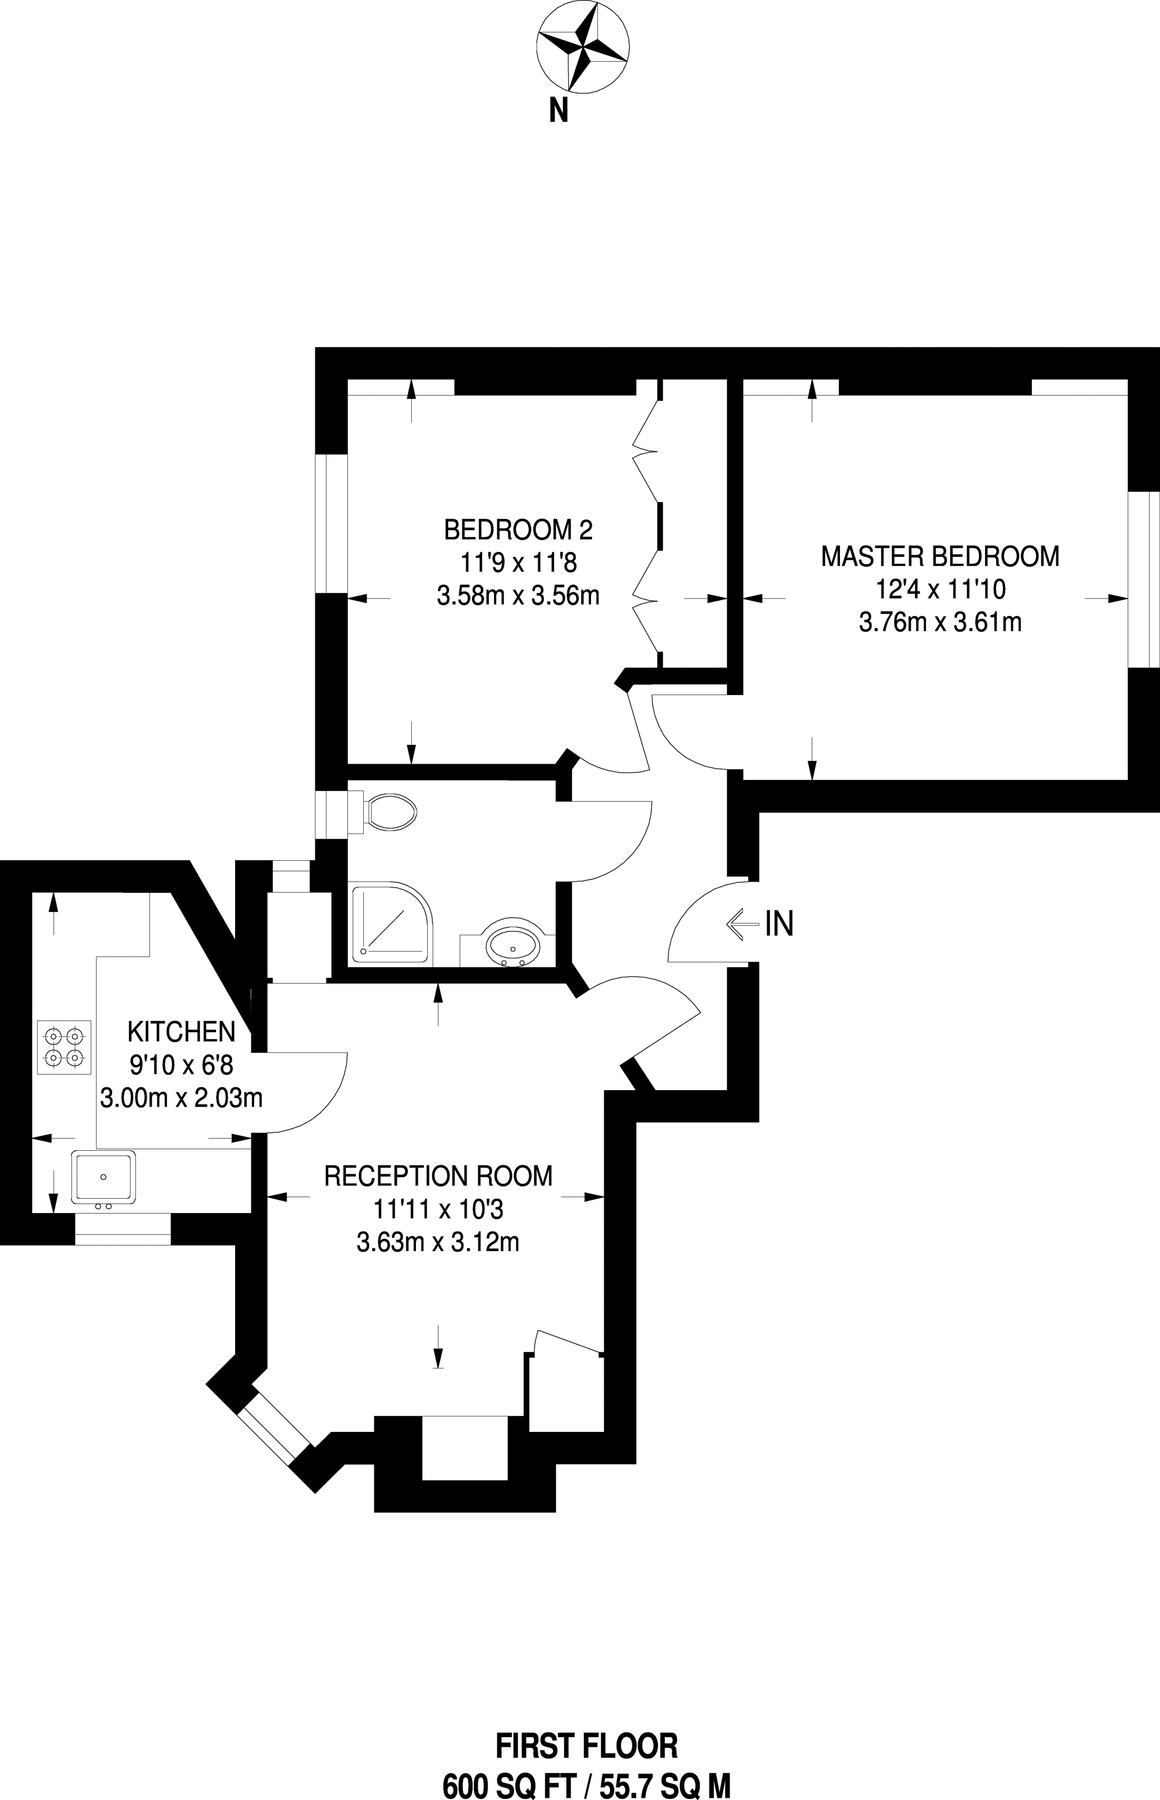 N
BEDROOM 2
11'9 x 11'8
3.58m x 3.56m
MASTER BEDROOM
12'4 x 11'10
3.76m x 3.61m
IN
KITCHEN
9'10 x 6'8
3.00m x 2.03m
RECEPTION ROOM
11'11 x 10'3
3.63m x 3.12m
FIRST FLOOR
600 SQ FT / 55.7 SQ M